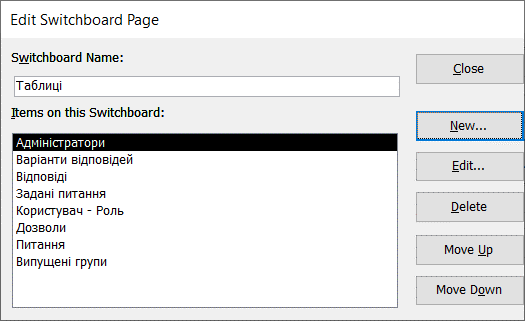 Edit Switchboard Page
Switchboard Name:
Close
Таблиці
Items on this Switchboard:
New...
Адміністратори
Варіанти відповідей
Edit...
Відповіді
Задані питання
Delete
Користувач - Роль
Дозволи
Питання
Move Up
Випущені групи
Move Down